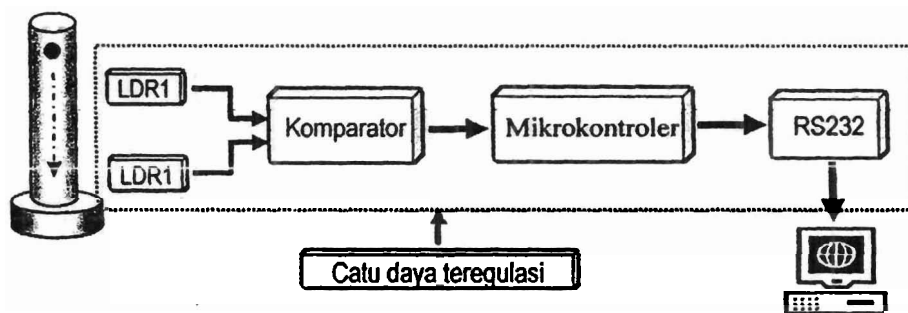 LDR1
Komparator
Mikrokontroler
RS232
LDR1
Catu daya teregulasi